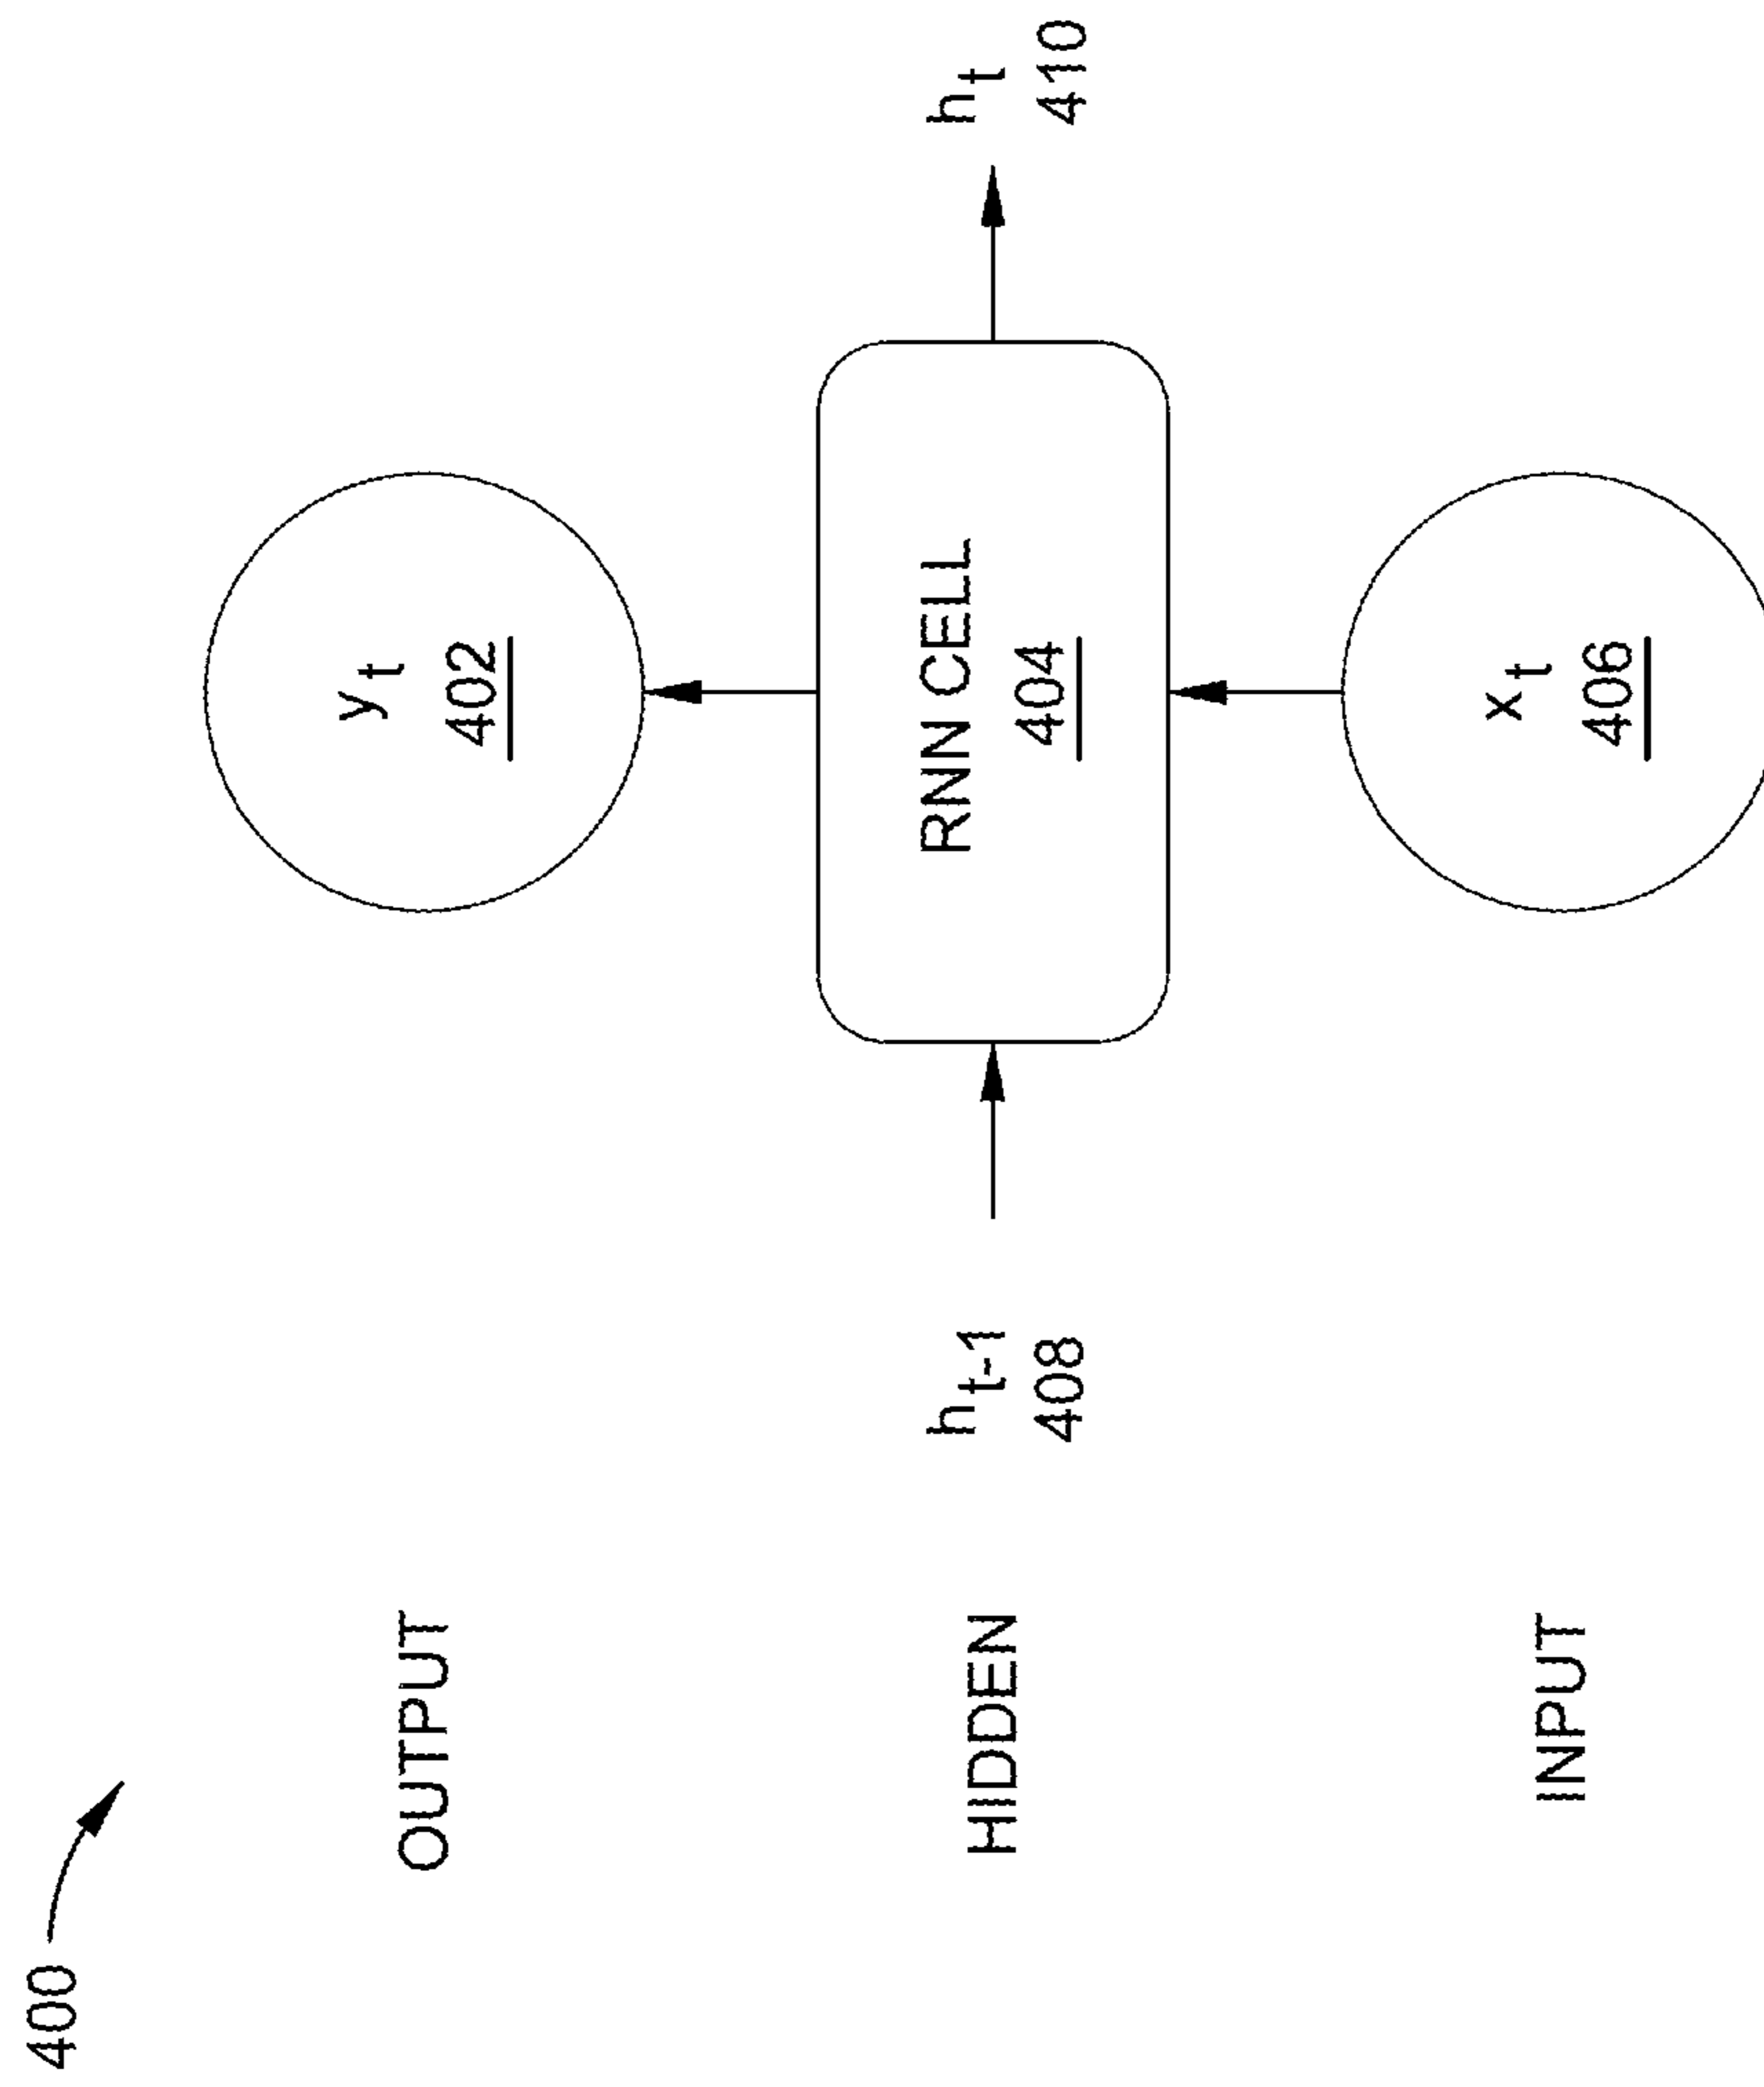 400
OUTPUT
y t
402
HIDDEN
h t-1
408
RNN CELL
404
h t
410
INPUT
x t
406